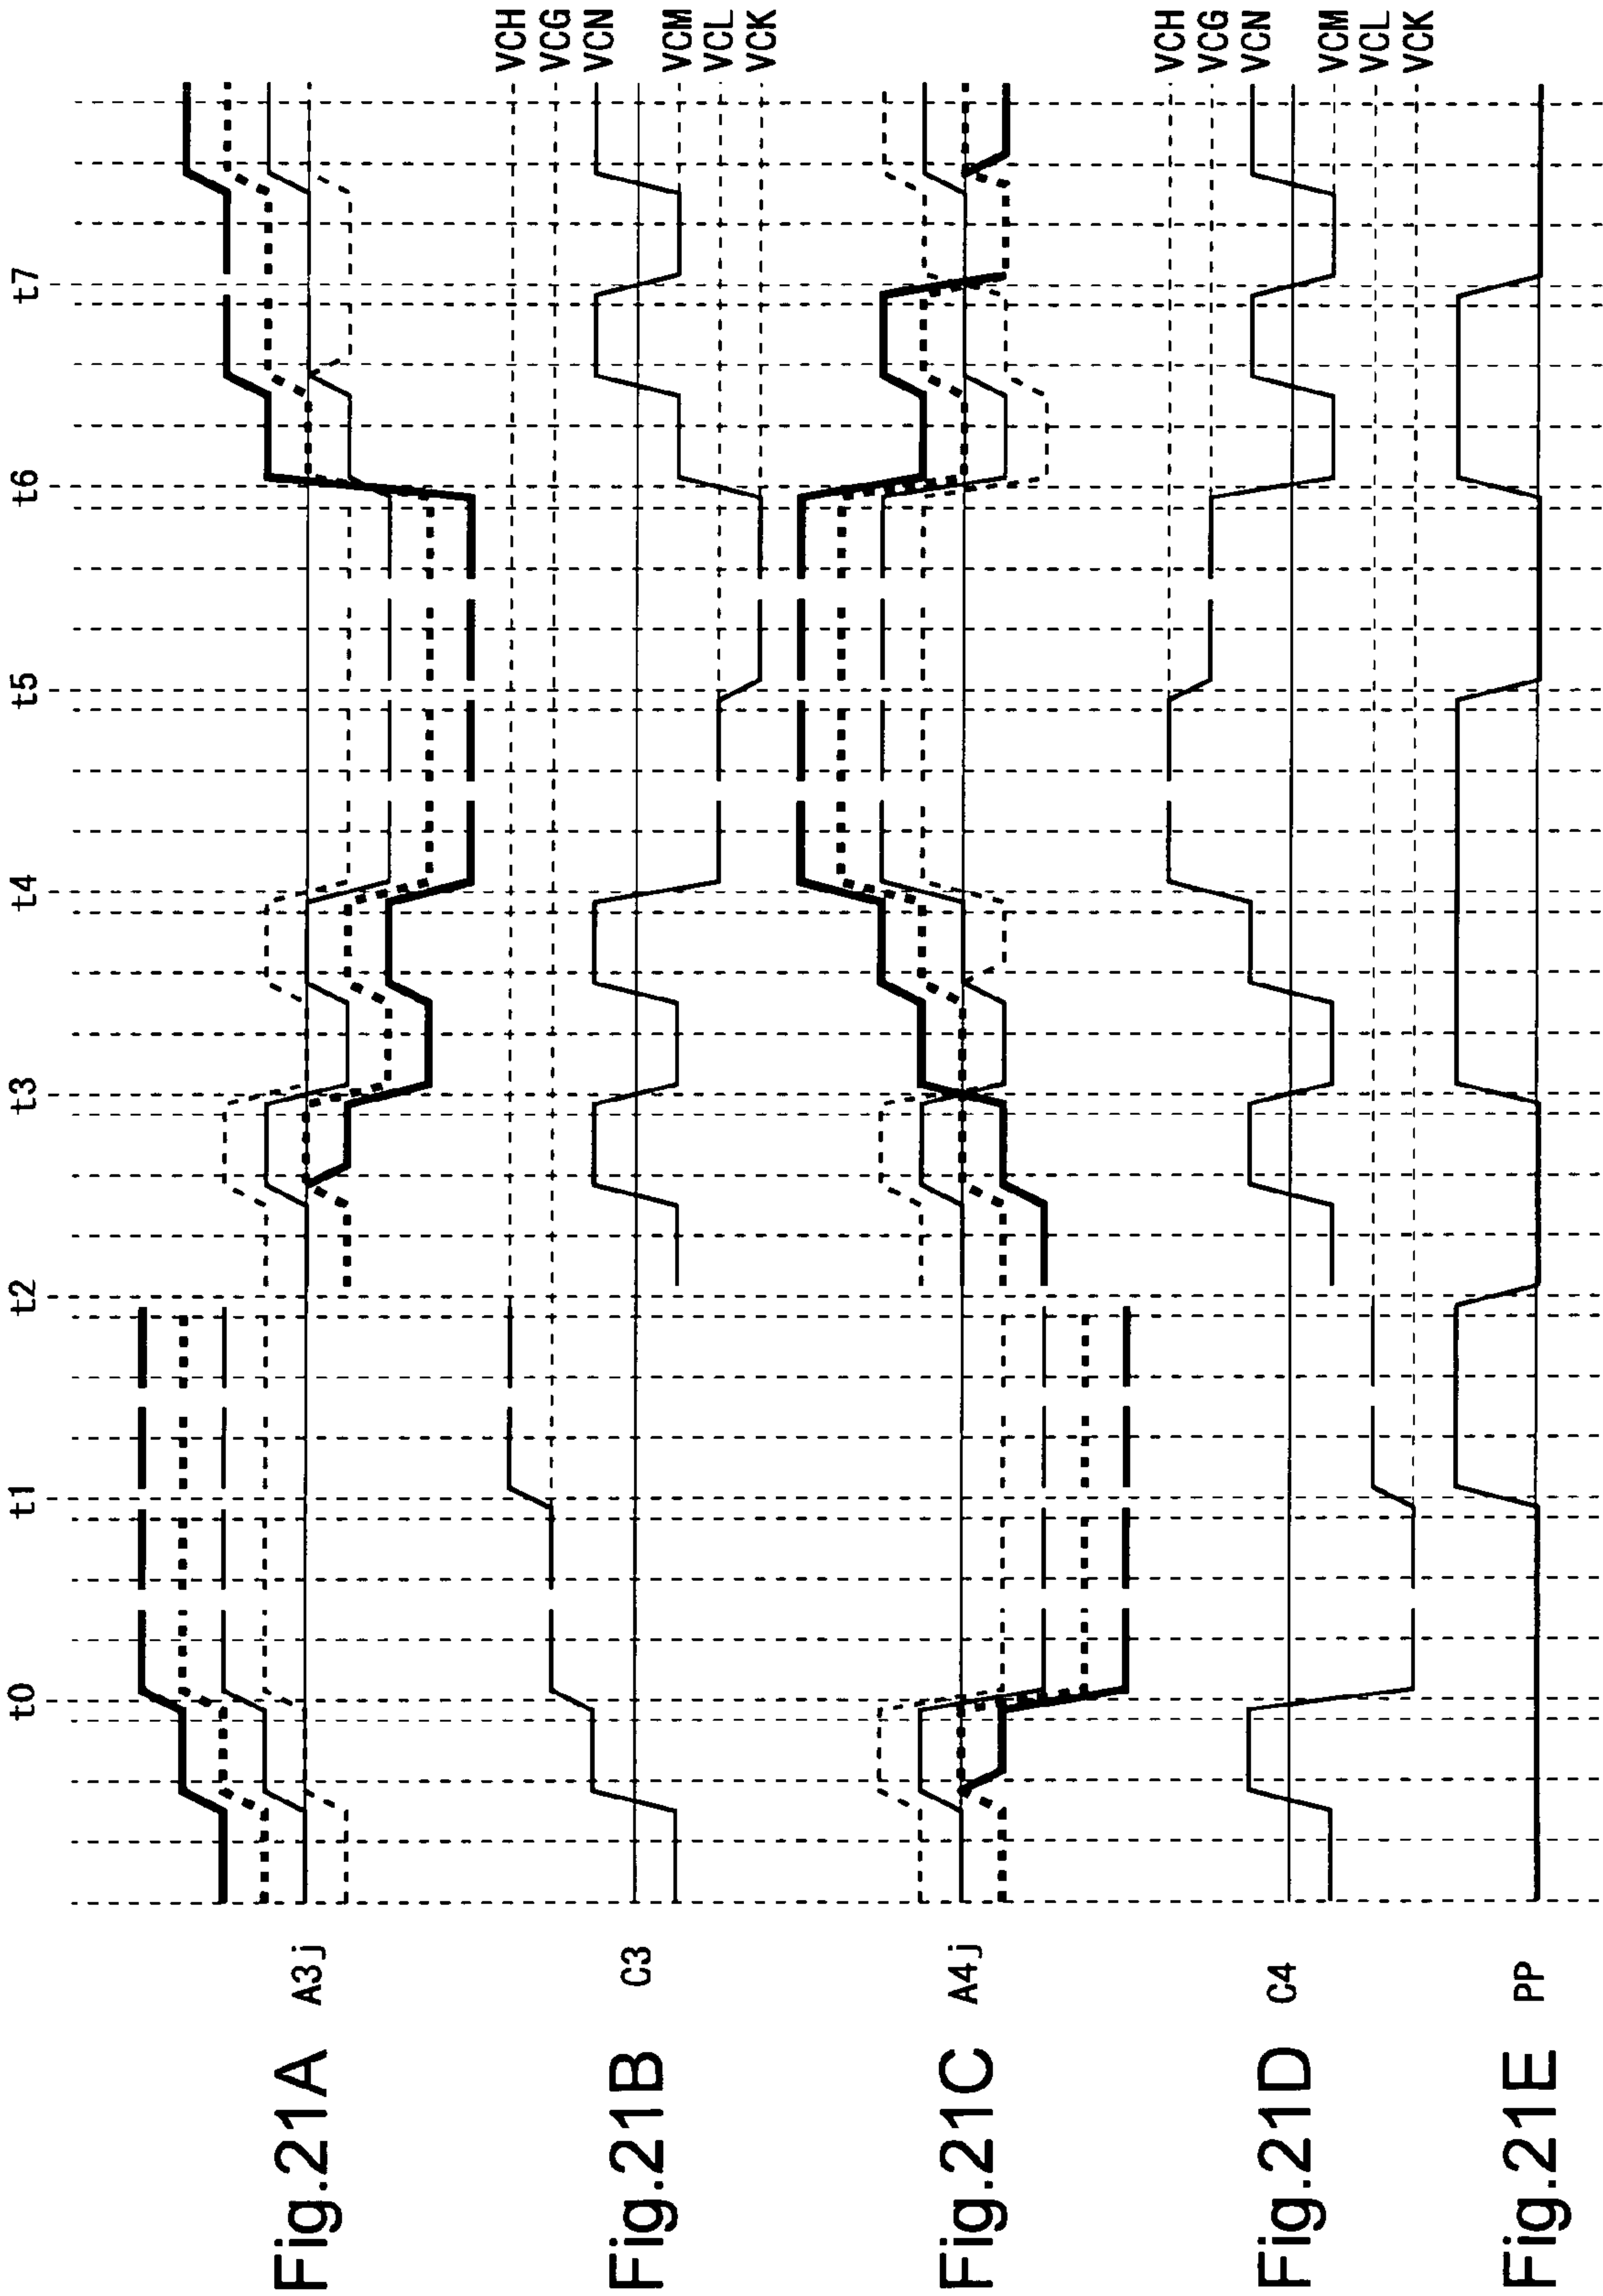 t0 t1 t2 t3 t4 t5 t6 t7
Fig.21A A3j
Fig.21B C3
VCH
VCG
VCN
VCM
VCL
VCK
Fig.21C A4j
Fig.21D C4
VCH
VCG
VCN
VCM
VCL
VCK
Fig.21E PP